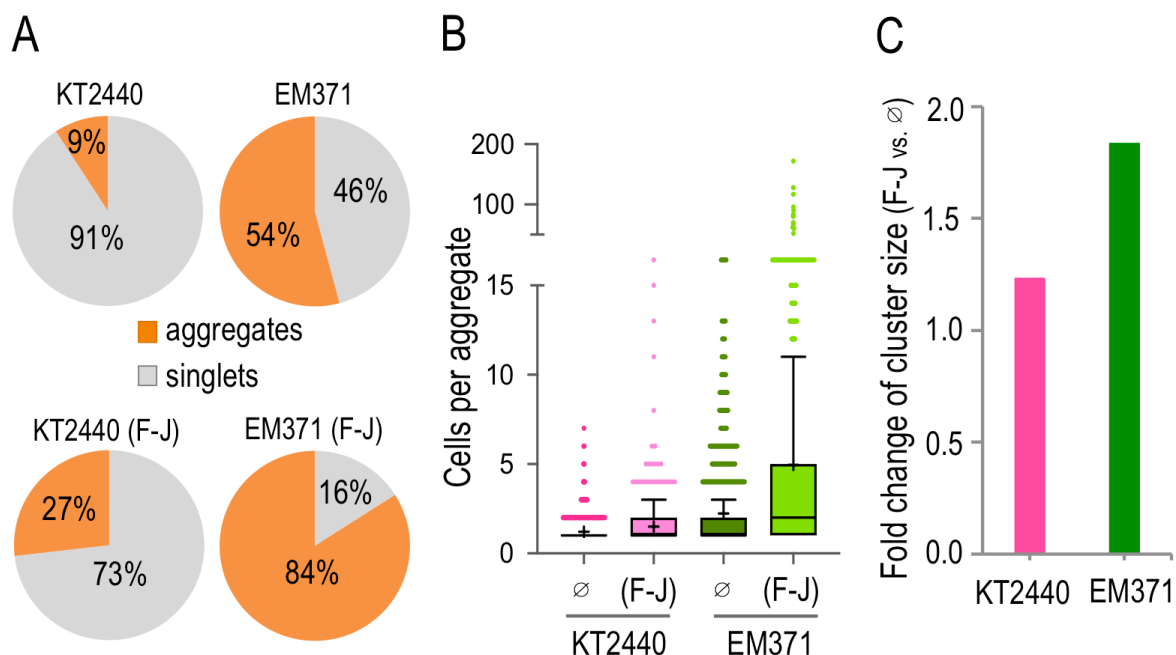 A
KT2440
EM371
9%
91%
46%
54%
aggregates
singlets
KT2440 (F-J)
EM371 (F-J)
27%
73%
16%
84%
B
Cells per aggregate
200
100
15
10
5
0
∅
(F-J)
∅
(F-J)
KT2440
EM371
C
Fold change of cluster size (F-J vs. ∅)
2.0
1.5
1.0
0.5
0.0
KT2440
EM371